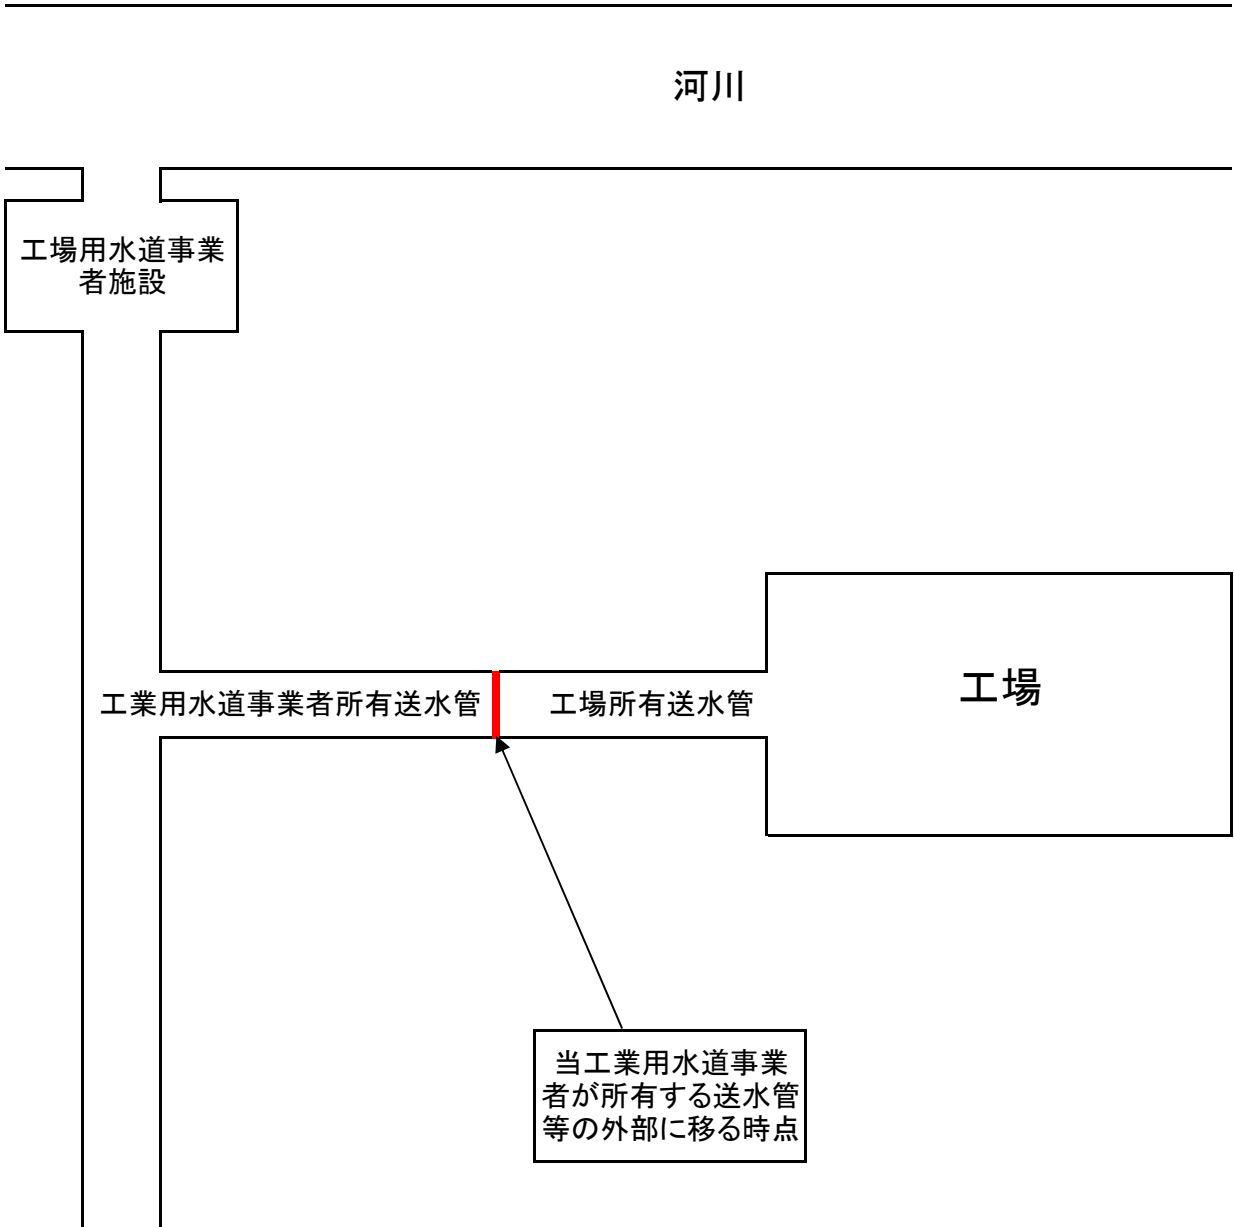 河川
工場用水道事業
者施設
工業用水道事業者所有送水管
工場所有送水管
工場
当工業用水道事業
者が所有する送水管
等の外部に移る時点